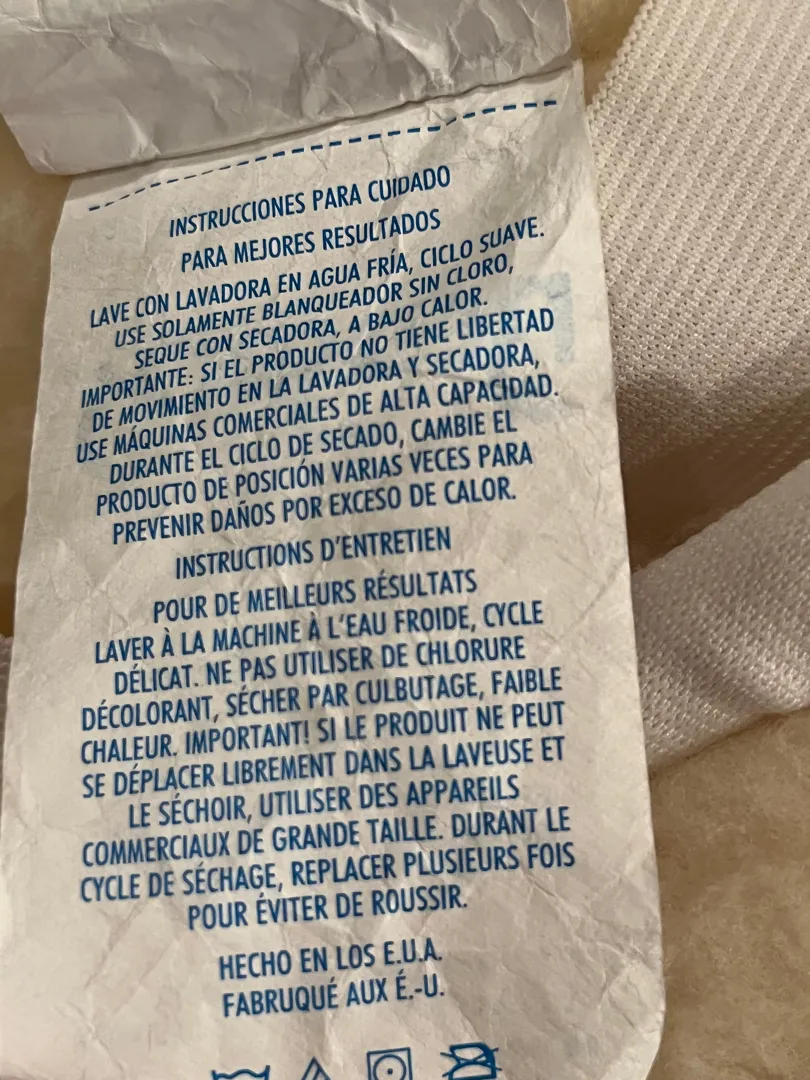 INSTRUCCIONES PARA CUIDADO
PARA MEJORES RESULTADOS
LAVE CON LAVADORA EN AGUA FRÍA, CICLO SUAVE.
USE SOLAMENTE BLANQUEADOR SIN CLORO,
SEQUE CON SECADORA, A BAJO CALOR.
IMPORTANTE: SI EL PRODUCTO NO TIENE LIBERTAD
DE MOVIMIENTO EN LA LAVADORA Y SECADORA,
USE MÁQUINAS COMERCIALES DE ALTA CAPACIDAD.
DURANTE EL CICLO DE SECADO, CAMBIE EL
PRODUCTO DE POSICIÓN VARIAS VECES PARA
PREVENIR DAÑOS POR EXCESO DE CALOR.
INSTRUCTIONS D'ENTRETIEN
POUR DE MEILLEURS RÉSULTATS
LAVER À LA MACHINE À L'EAU FROIDE, CYCLE
DÉLICAT. NE PAS UTILISER DE CHLORURE
DÉCOLORANT, SÉCHER PAR CULBUTAGE, FAIBLE
CHALEUR. IMPORTANT! SI LE PRODUIT NE PEUT
SE DÉPLACER LIBREMENT DANS LA LAVEUSE ET
LE SÉCHOIR, UTILISER DES APPAREILS
COMMERCIAUX DE GRANDE TAILLE. DURANT LE
CYCLE DE SÉCHAGE, REPLACER PLUSIEURS FOIS
POUR ÉVITER DE ROUSSIR.
HECHO EN LOS E.U.A.
FABRUQUÉ AUX É.-U.